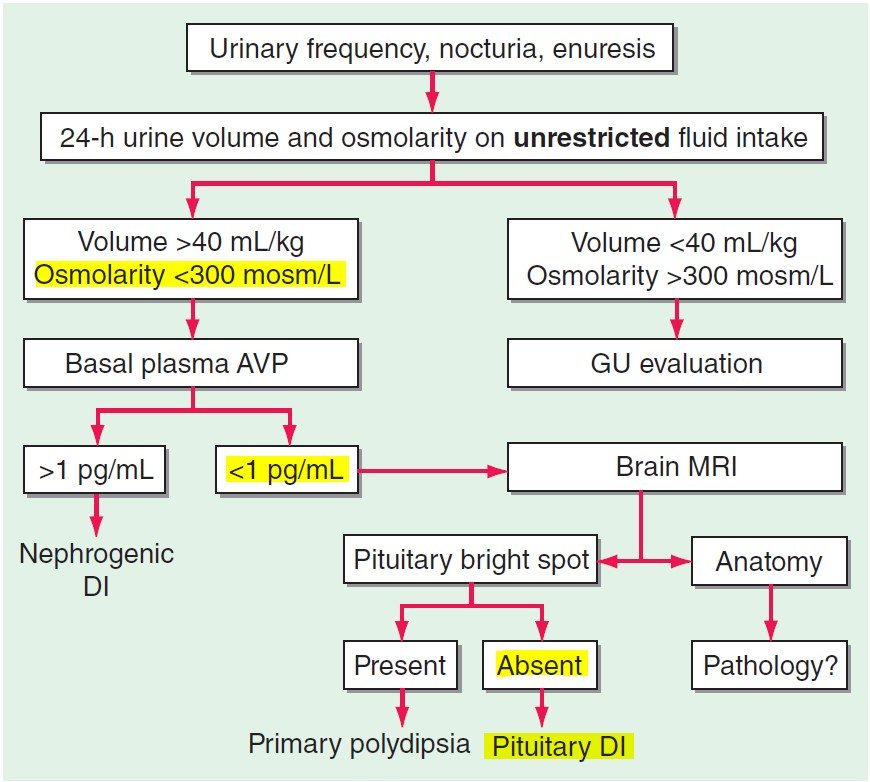 Urinary frequency, nocturia, enuresis
24-h urine volume and osmolarity on unrestricted fluid intake
Volume >40 mL/kg
Osmolarity <300 mosm/L
Volume <40 mL/kg
Osmolarity >300 mosm/L
Basal plasma AVP
GU evaluation
>1 pg/mL
<1 pg/mL
Brain MRI
Nephrogenic
DI
Pituitary bright spot
Anatomy
Present
Absent
Pathology?
Primary polydipsia
Pituitary DI